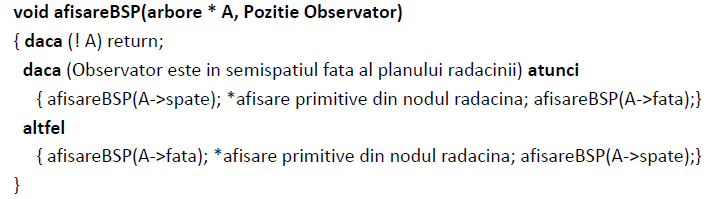 void afisareBSP(arbore * A, Pozitie Observator)
{ daca (! A) return;
daca (Observator este in semispatiul fata al planului radacinii) atunci
{ afisareBSP(A->spate); *afisare primitive din nodul radacina; afisareBSP(A->fata);}
altfel
{ afisareBSP(A->fata); *afisare primitive din nodul radacina; afisareBSP(A->spate);}
}